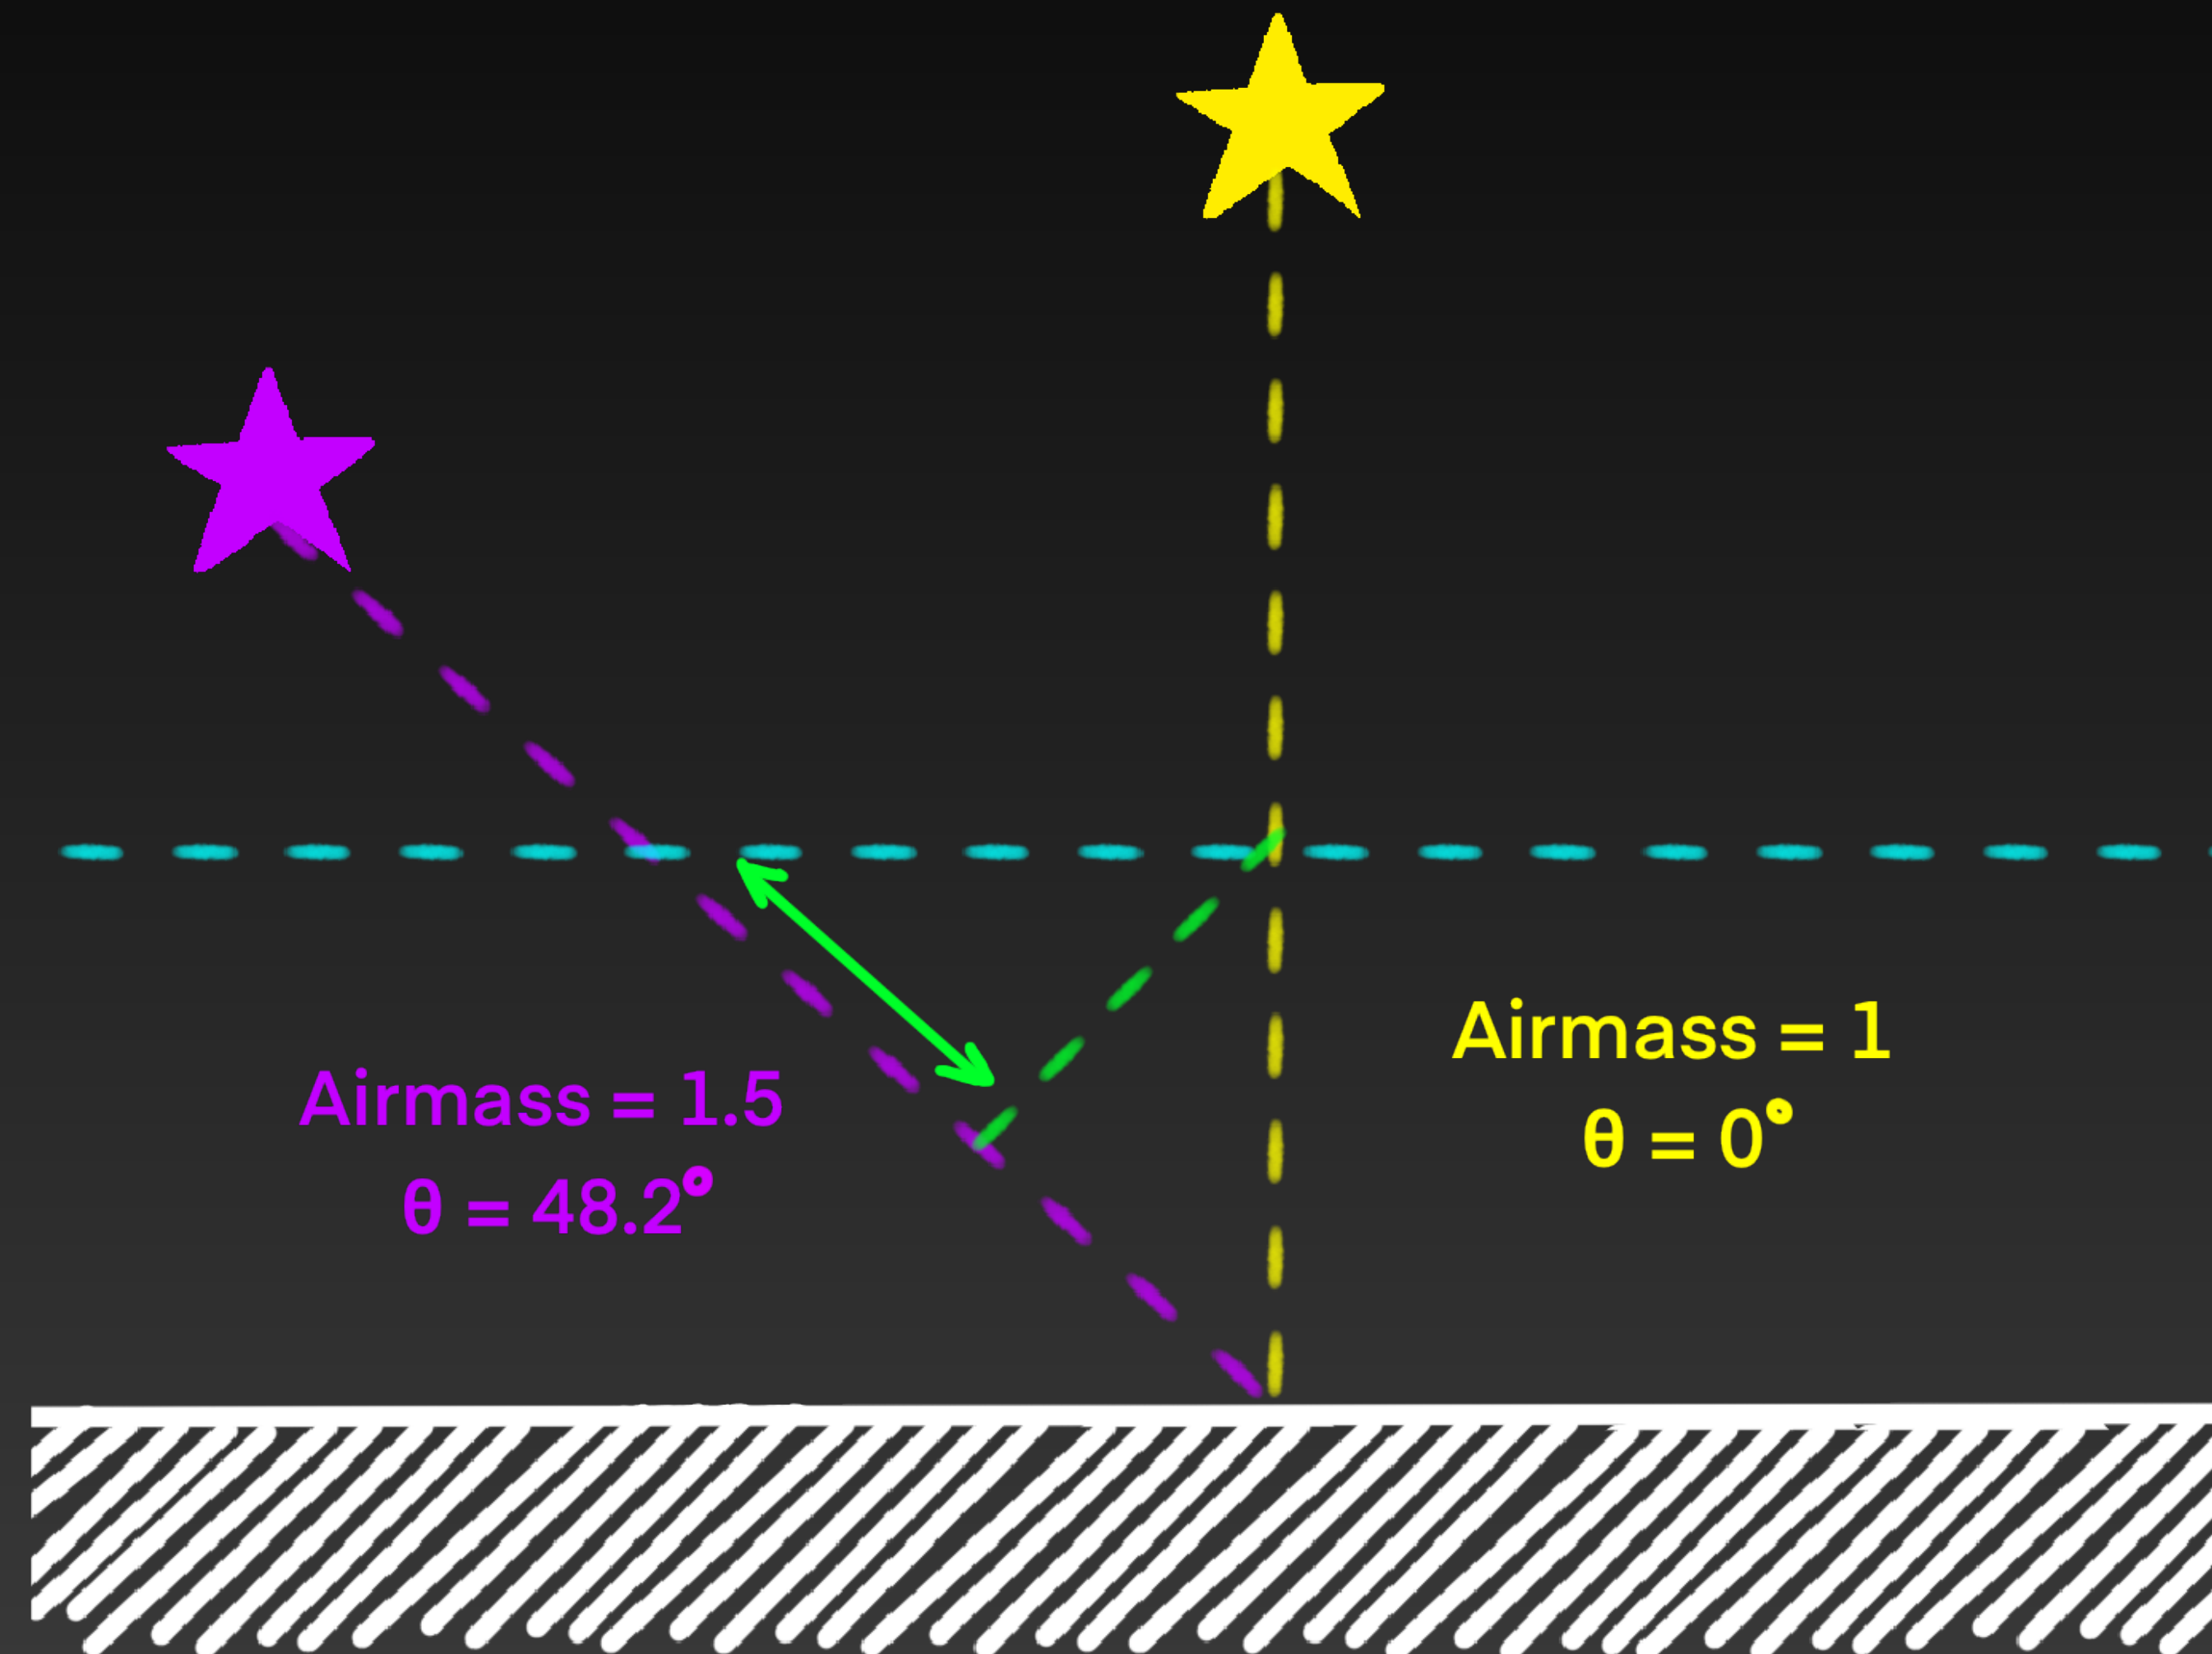 Airmass = 1
θ = 0°
Airmass = 1.5
θ = 48.2°